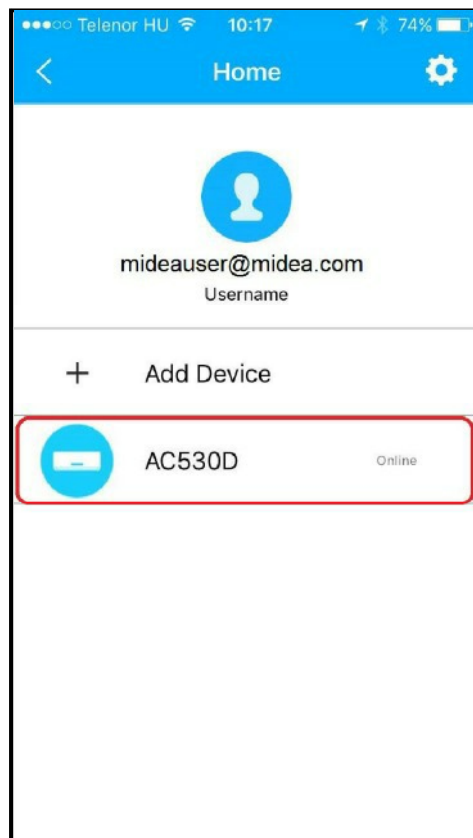 Telenor HU 10:17 74%
Home
mideauser@midea.com
Username
+ Add Device
AC530D Online